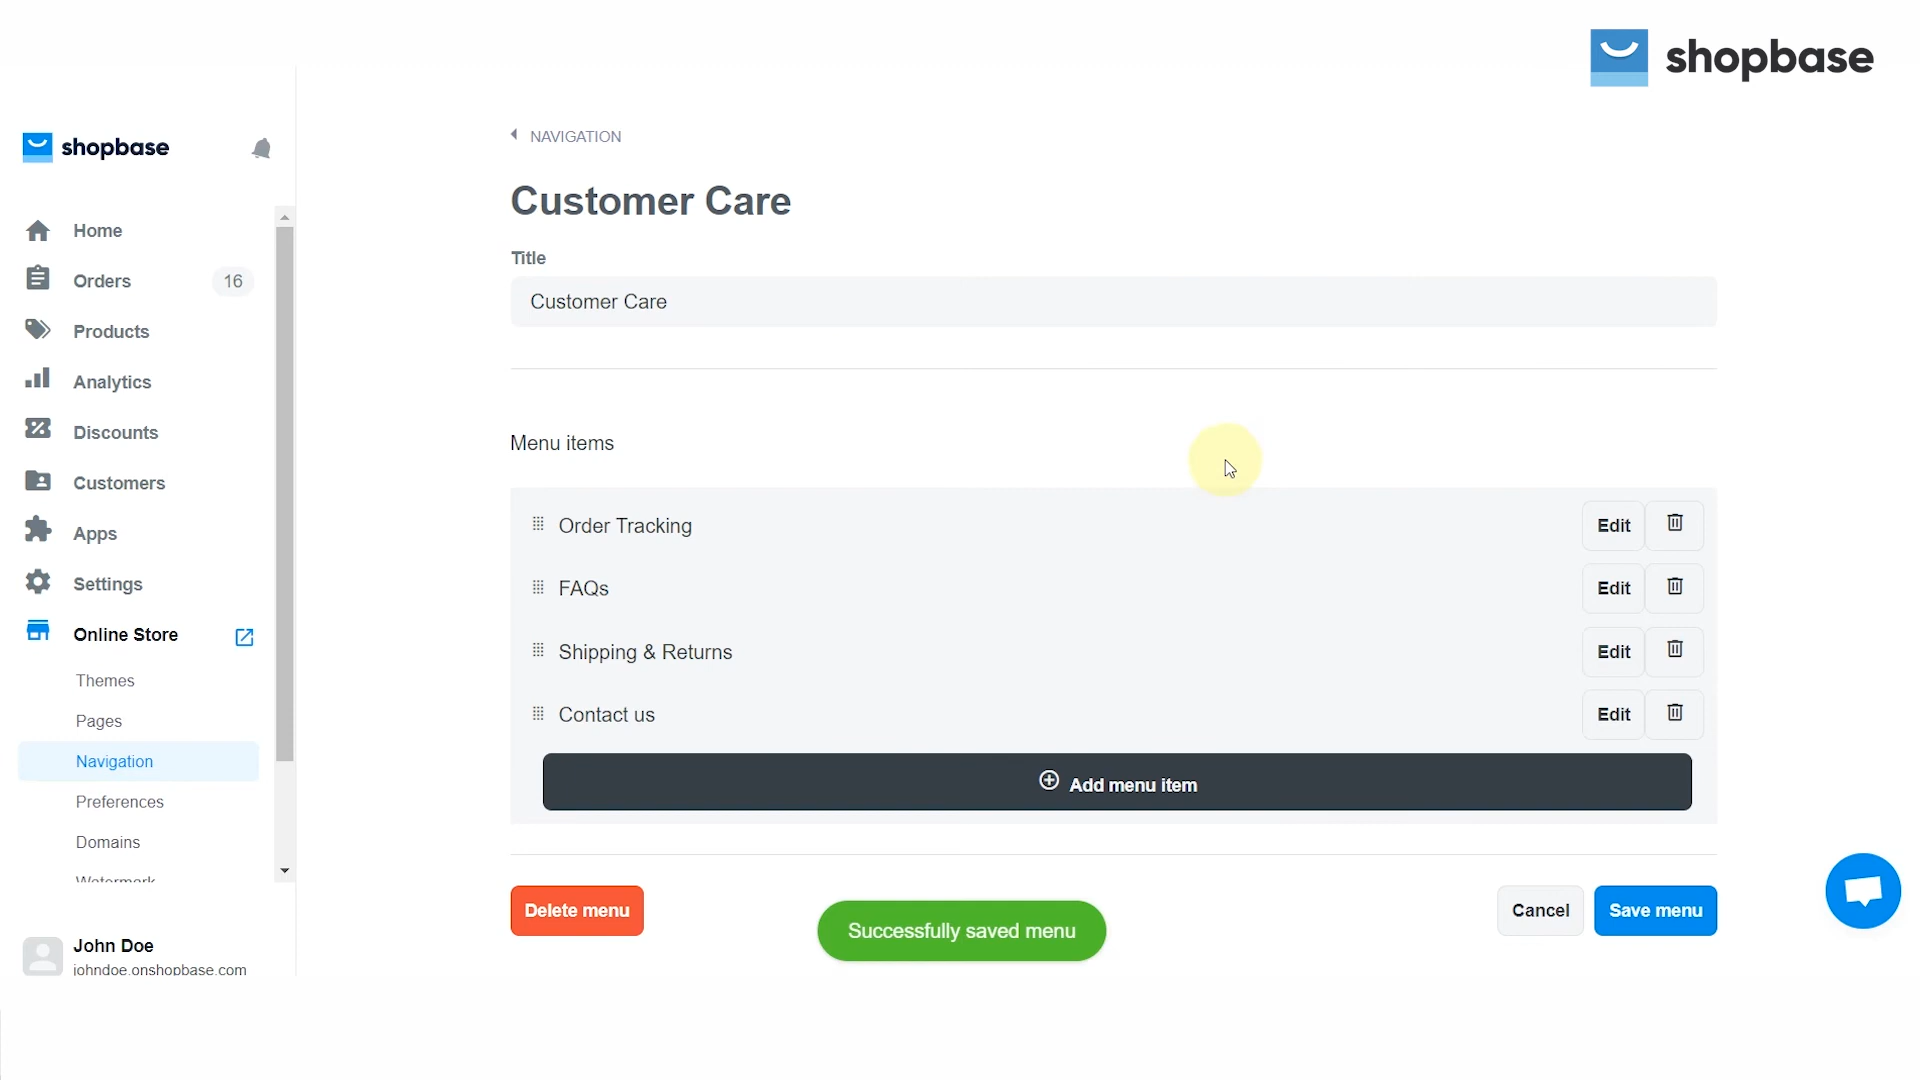 shopbase
shopbase
Home
Orders 16
Products
Analytics
Discounts
Customers
Apps
Settings
Online Store
Themes
Pages
Navigation
Preferences
Domains
Watermark
John Doe
johndoe.onshopbase.com
NAVIGATION
Customer Care
Title
Customer Care
Menu items
Order Tracking Edit
FAQs Edit
Shipping & Returns Edit
Contact us Edit
Add menu item
Delete menu
Successfully saved menu
Cancel
Save menu